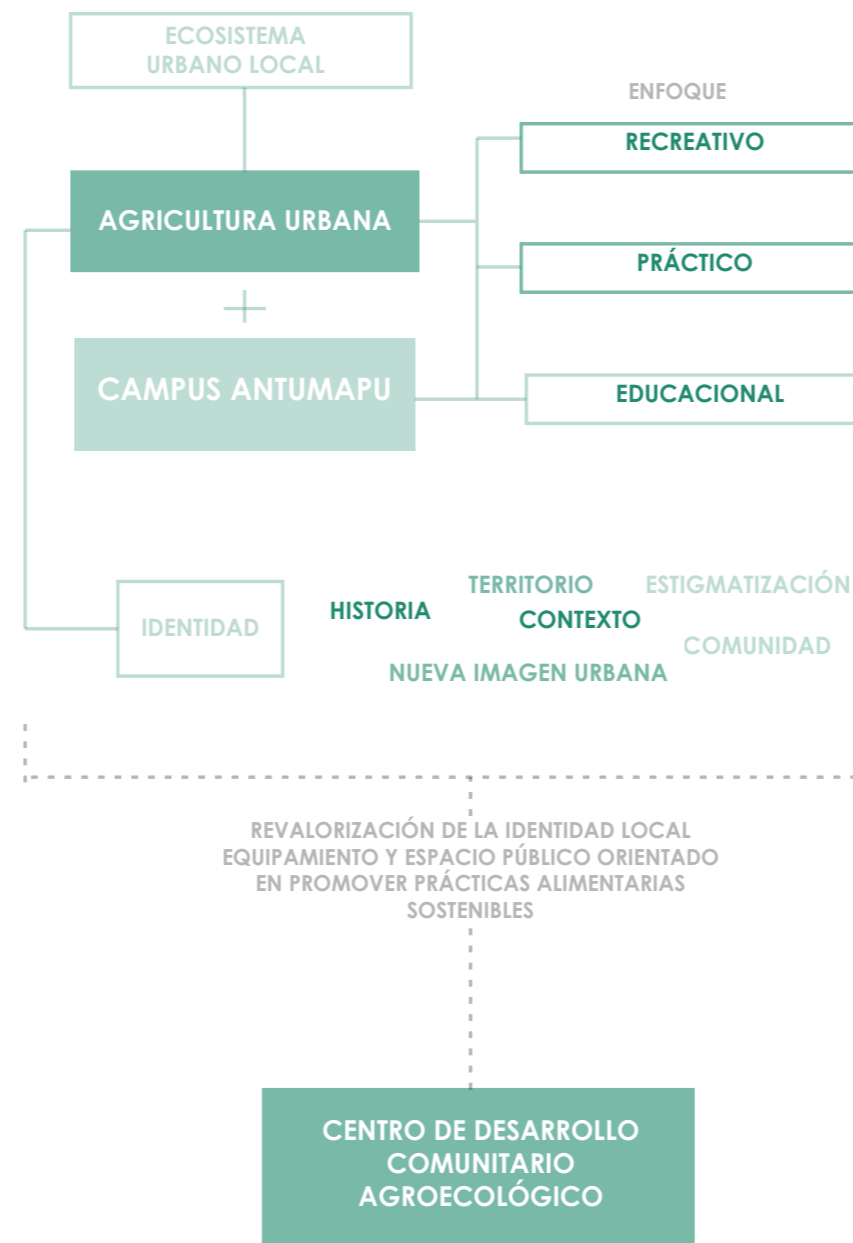 ECOSISTEMA
URBANO LOCAL
ENFOQUE
RECREATIVO
AGRICULTURA URBANA
PRÁCTICO
CAMPUS ANTUMAPU
EDUCACIONAL
IDENTIDAD
HISTORIA
TERRITORIO
ESTIGMATIZACIÓN
CONTEXTO
COMUNIDAD
NUEVA IMAGEN URBANA
REVALORIZACIÓN DE LA IDENTIDAD LOCAL
EQUIPAMIENTO Y ESPACIO PÚBLICO ORIENTADO
EN PROMOVER PRÁCTICAS ALIMENTARIAS
SOSTENIBLES
CENTRO DE DESARROLLO
COMUNITARIO
AGROECOLÓGICO